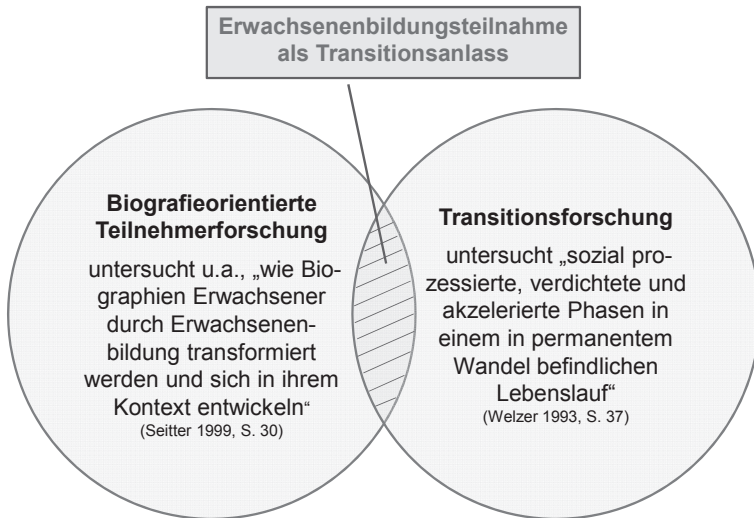 Erwachsenenbildungsteilnahme
als Transitionsanlass
Biografieorientierte
Teilnehmerforschung
untersucht u.a., „wie Bio-
graphien Erwachsener
durch Erwachsenen-
bildung transformiert
werden und sich in ihrem
Kontext entwickeln“
(Seitter 1999, S. 30)
Transitionsforschung
untersucht „sozial pro-
zessierte, verdichtete und
akzelerierte Phasen in
einem in permanentem
Wandel befindlichen
Lebenslauf“
(Welzer 1993, S. 37)